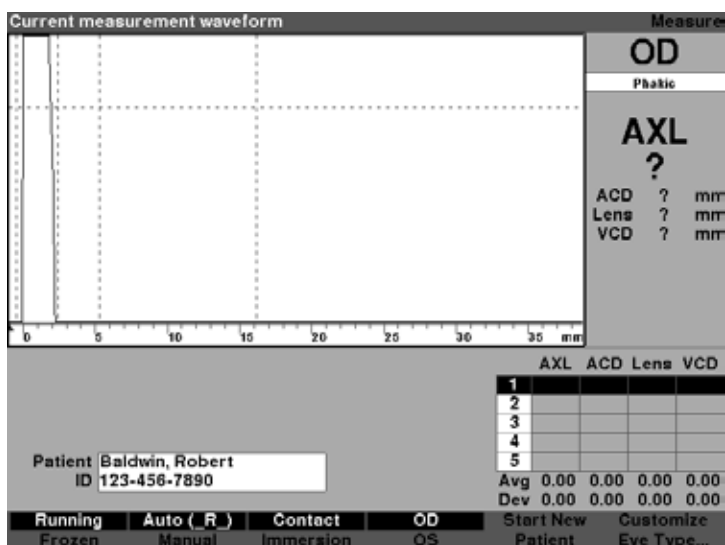 Current measurement waveform
Measure
OD
Phakic
AXL
?
ACD ? mm
Lens ? mm
VCD ? mm
0 5 10 15 20 25 30 35 mm
AXL ACD Lens VCD
1
2
3
4
5
Avg 0.00 0.00 0.00 0.00
Dev 0.00 0.00 0.00 0.00
Patient Baldwin, Robert
ID 123-456-7890
Running Auto (_R_) Contact OD Start New Customize
Frozen Manual Immersion OS Patient Eye Type...